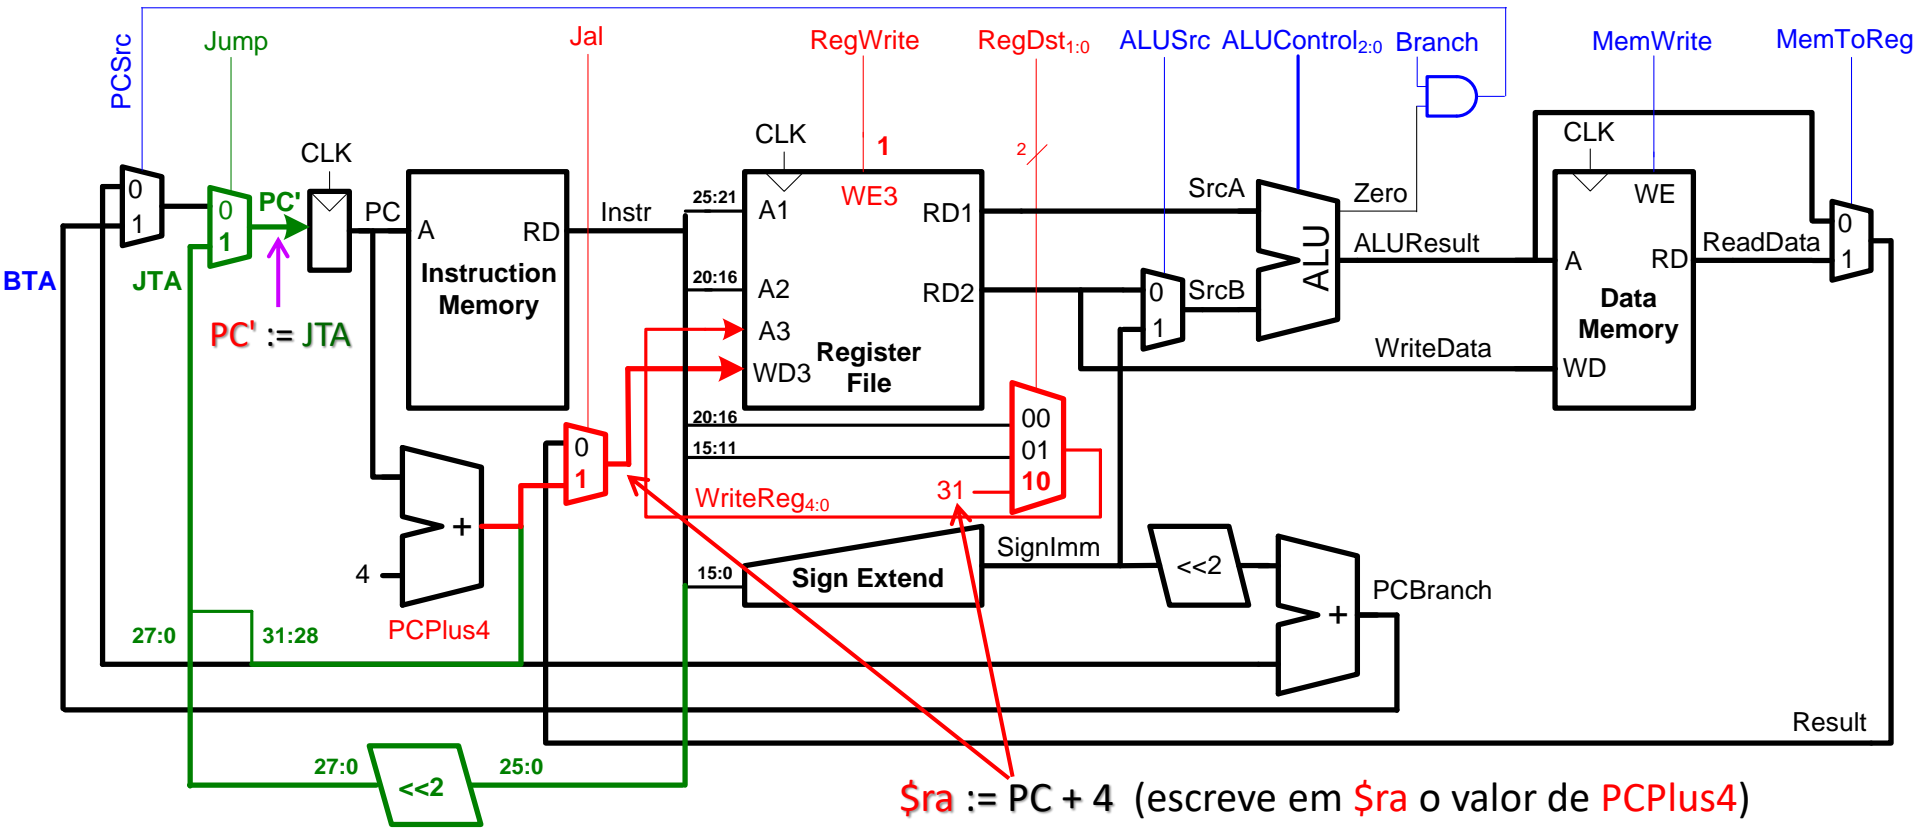 PCSrc
Jump
Jal
RegWrite
RegDst1:0
ALUSrc
ALUControl2:0
Branch
MemWrite
MemToReg
CLK
CLK
CLK
1
2
0
1
0
1
PC'
PC
A
RD
Instruction
Memory
Instr
25:21
20:16
A1
A2
A3
WD3
WE3
RD1
RD2
Register
File
SrcA
SrcB
0
1
ALU
Zero
ALUResult
WE
A
RD
WD
Data
Memory
ReadData
WriteData
0
1
BTA
JTA
PC' := JTA
20:16
15:11
00
01
10
31
WriteReg4:0
0
1
+
4
PCPlus4
15:0
Sign Extend
SignImm
<<2
+
PCBranch
27:0
31:28
Result
27:0
<<2
25:0
$ra := PC + 4 (escreve em $ra o valor de PCPlus4)